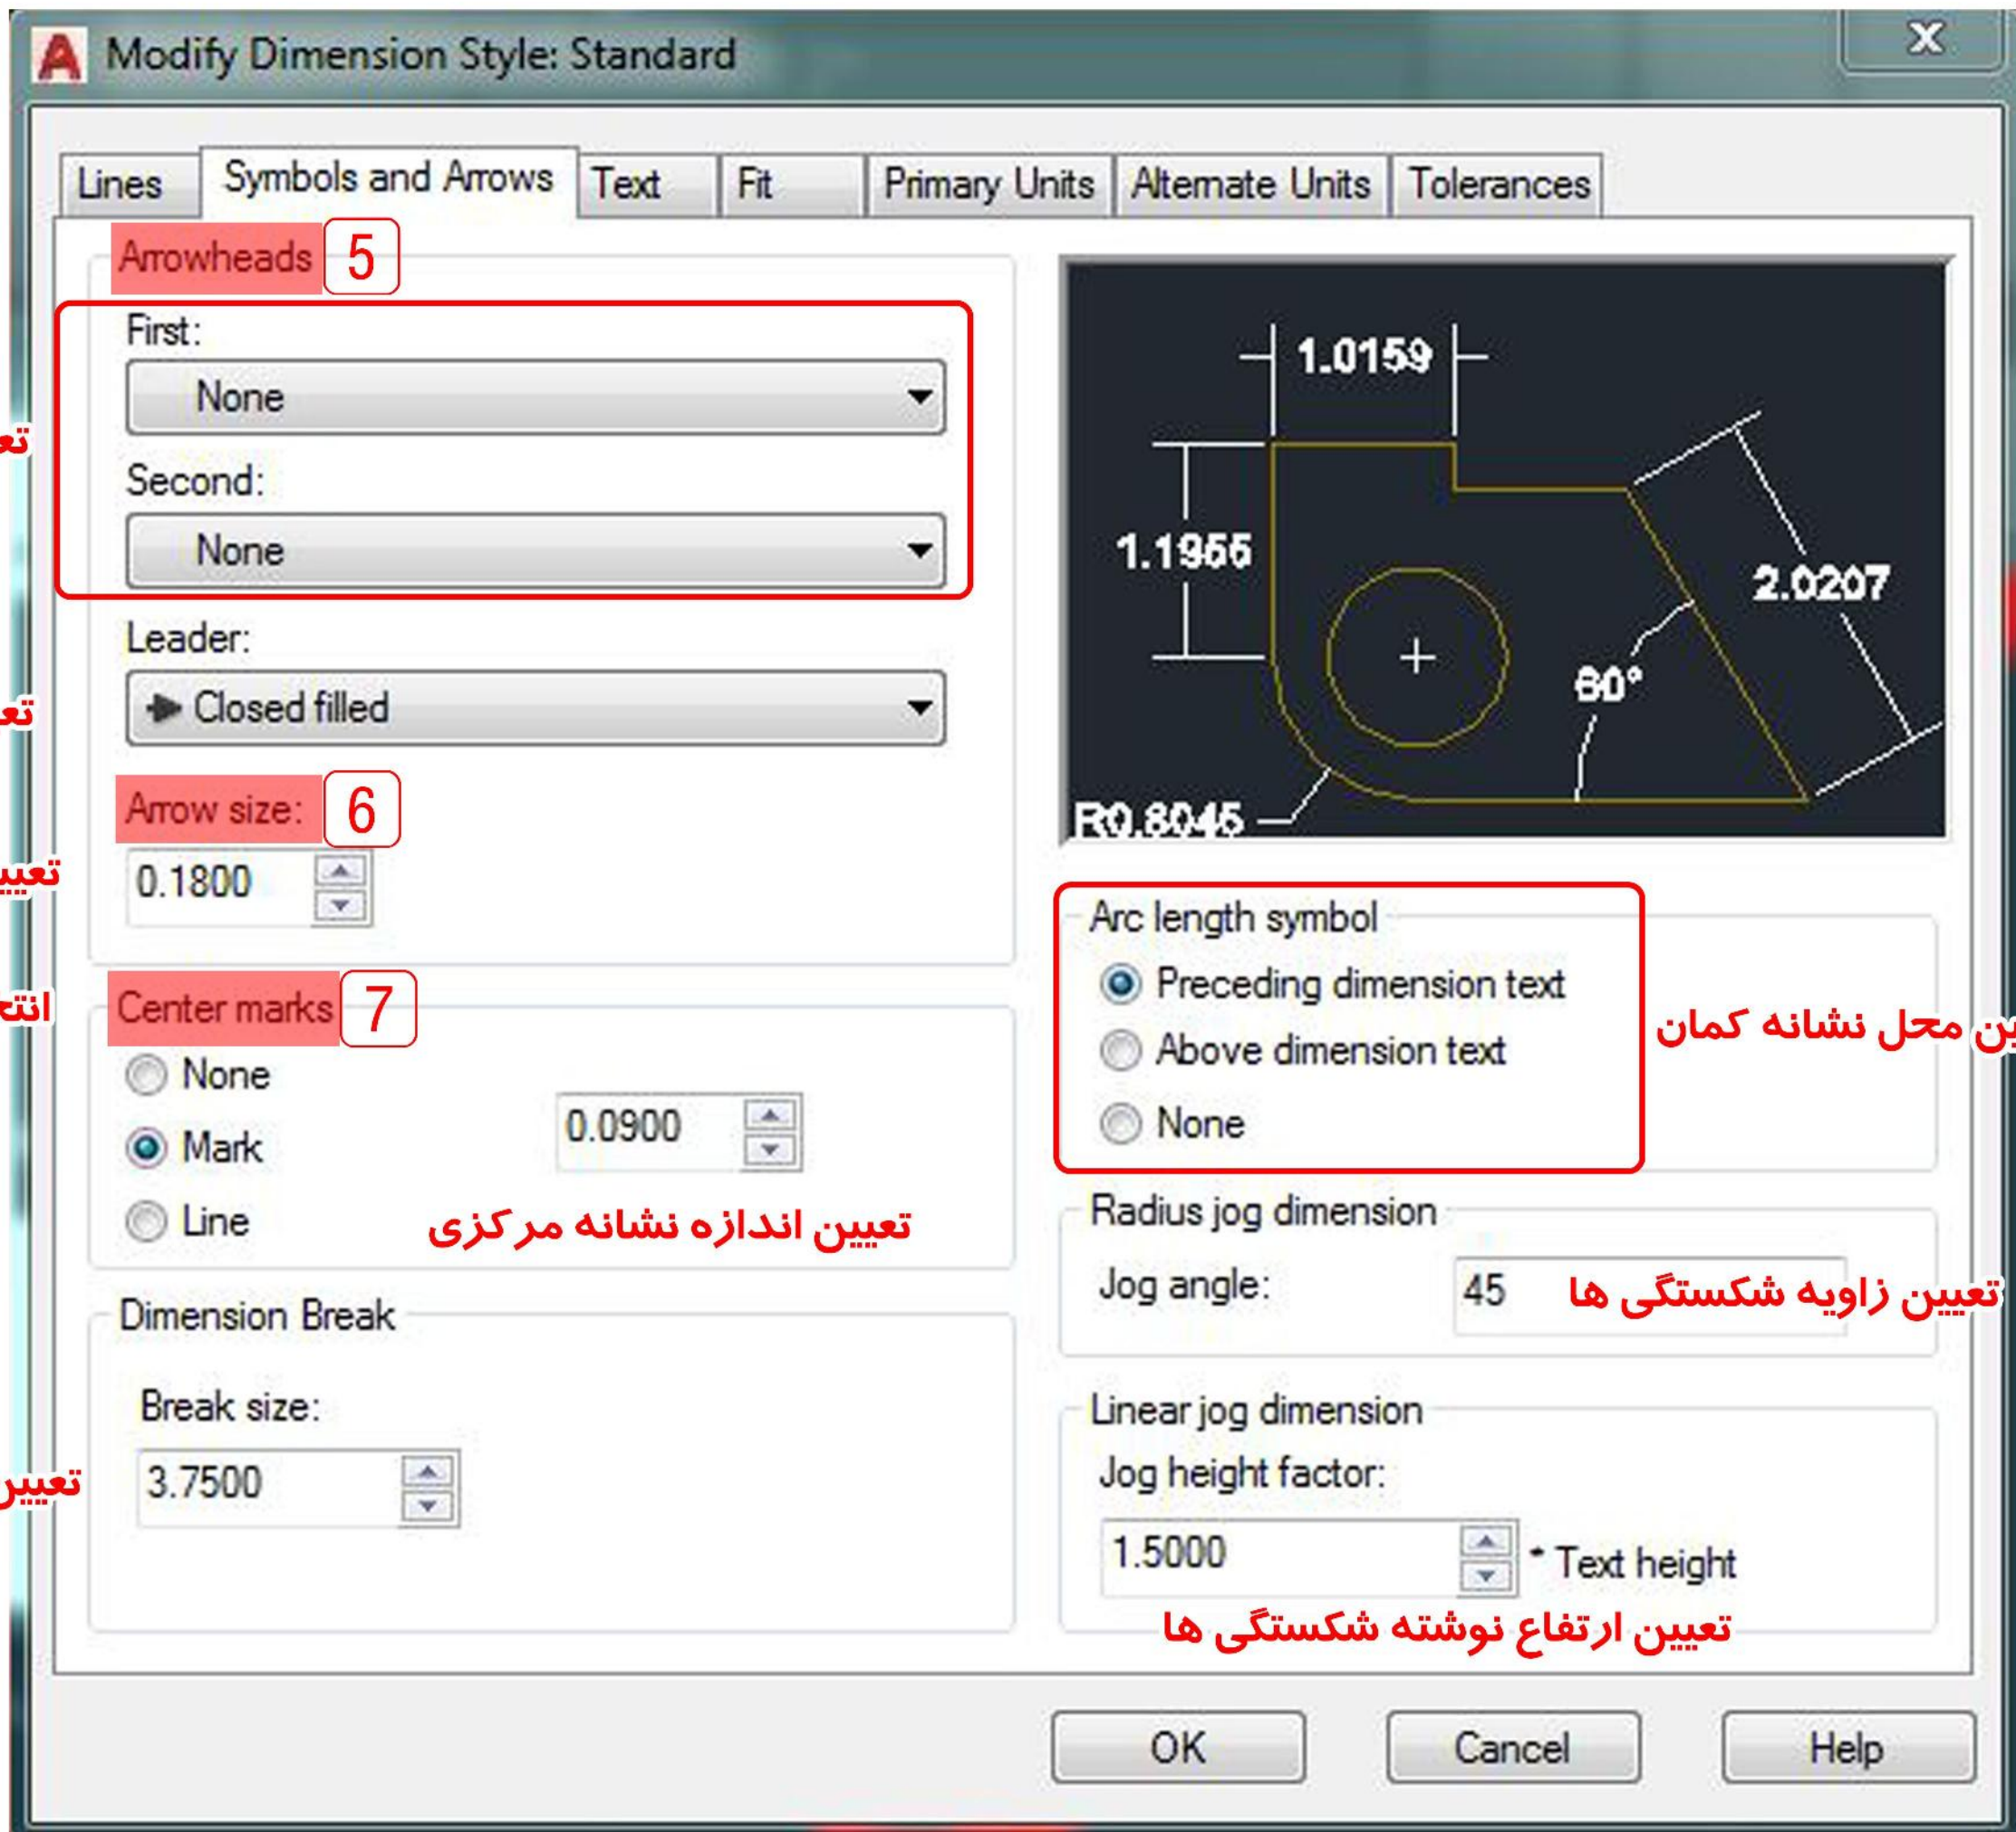 Modify Dimension Style: Standard
X
Lines Symbols and Arrows Text Fit Primary Units Alternate Units Tolerances
Arrowheads 5
First:
None
Second:
None
Leader:
Closed filled
Arrow size: 6
0.1800
Center marks 7
None
Mark
0.0900
Line
تعیین اندازه نشانه مرکزی
Dimension Break
Break size:
3.7500
1.0159
1.1955
2.0207
60°
R0.8045
Arc length symbol
Preceding dimension text
Above dimension text
None
محل نشانه کمان
Radius jog dimension
Jog angle:
45
تعیین زاویه شکستگی ها
Linear jog dimension
Jog height factor:
1.5000
* Text height
تعیین ارتفاع نوشته شکستگی ها
OK Cancel Help